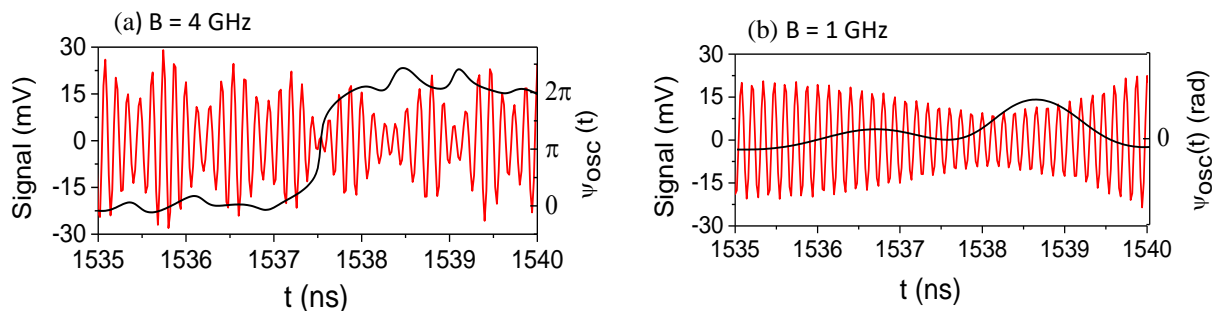 (a) B = 4 GHz
30
15
0
-15
-30
Signal (mV)
2π
π
0
ψosc (t)
1535 1536 1537 1538 1539 1540
t (ns)
(b) B = 1 GHz
30
15
0
-15
-30
Signal (mV)
0
ψosc(t) (rad)
1535 1536 1537 1538 1539 1540
t (ns)